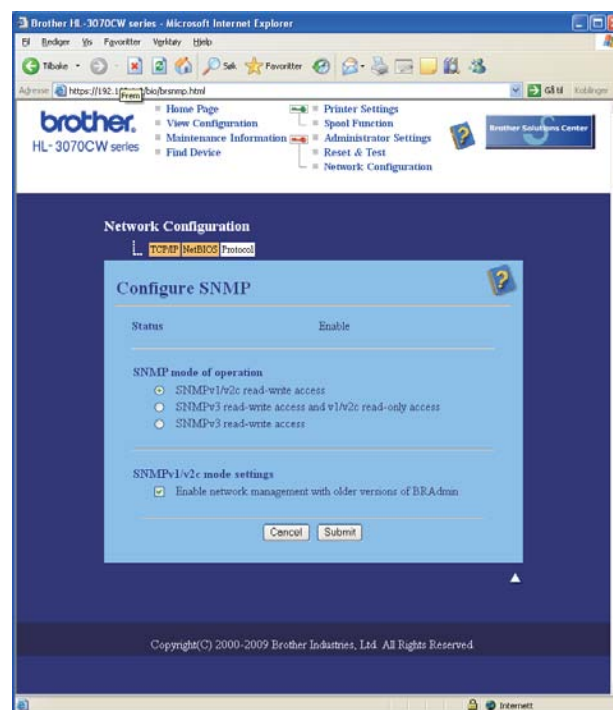 Brother HL-3070CW series - Microsoft Internet Explorer
Fil Rediger Vis Favoritter Verktøy Hjelp
Tilbake Søk Favoritter
Adresse https://192. /bio/brsnmp.html Gå til Koblinger
Frem
brother.
HL-3070CW series
Home Page
View Configuration
Maintenance Information
Find Device
Printer Settings
Spool Function
Administrator Settings
Reset & Test
Network Configuration
Brother Solutions Center
Network Configuration
TCP/IP NetBIOS Protocol
Configure SNMP
Status Enable
SNMP mode of operation
SNMPv1/v2c read-write access
SNMPv3 read-write access and v1/v2c read-only access
SNMPv3 read-write access
SNMPv1/v2c mode settings
Enable network management with older versions of BRAdmin
Cancel Submit
Copyright(C) 2000-2009 Brother Industries, Ltd. All Rights Reserved.
Internett